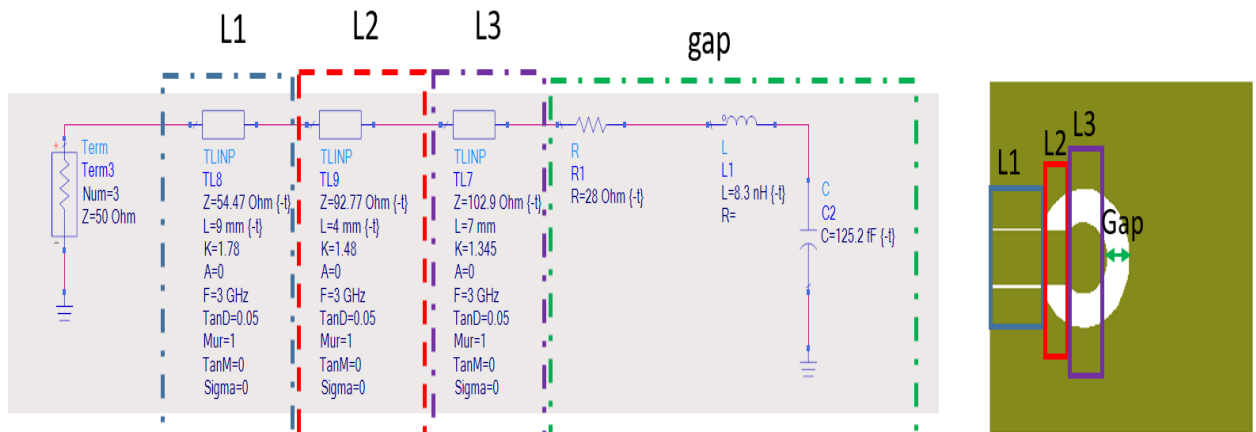 L1
L2
L3
gap
Term
Term3
Num=3
Z=50 Ohm
TLINP
TL8
Z=54.47 Ohm {-t}
L=9 mm {-t}
K=1.78
A=0
F=3 GHz
TanD=0.05
Mur=1
TanM=0
Sigma=0
TLINP
TL9
Z=92.77 Ohm {-t}
L=4 mm {-t}
K=1.48
A=0
F=3 GHz
TanD=0.05
Mur=1
TanM=0
Sigma=0
TLINP
TL7
Z=102.9 Ohm {-t}
L=7 mm
K=1.345
A=0
F=3 GHz
TanD=0.05
Mur=1
TanM=0
Sigma=0
R
R1
R=28 Ohm {-t}
L
L1
L=8.3 nH {-t}
R=
C
C2
C=125.2 fF {-t}
L1
L2
L3
Gap